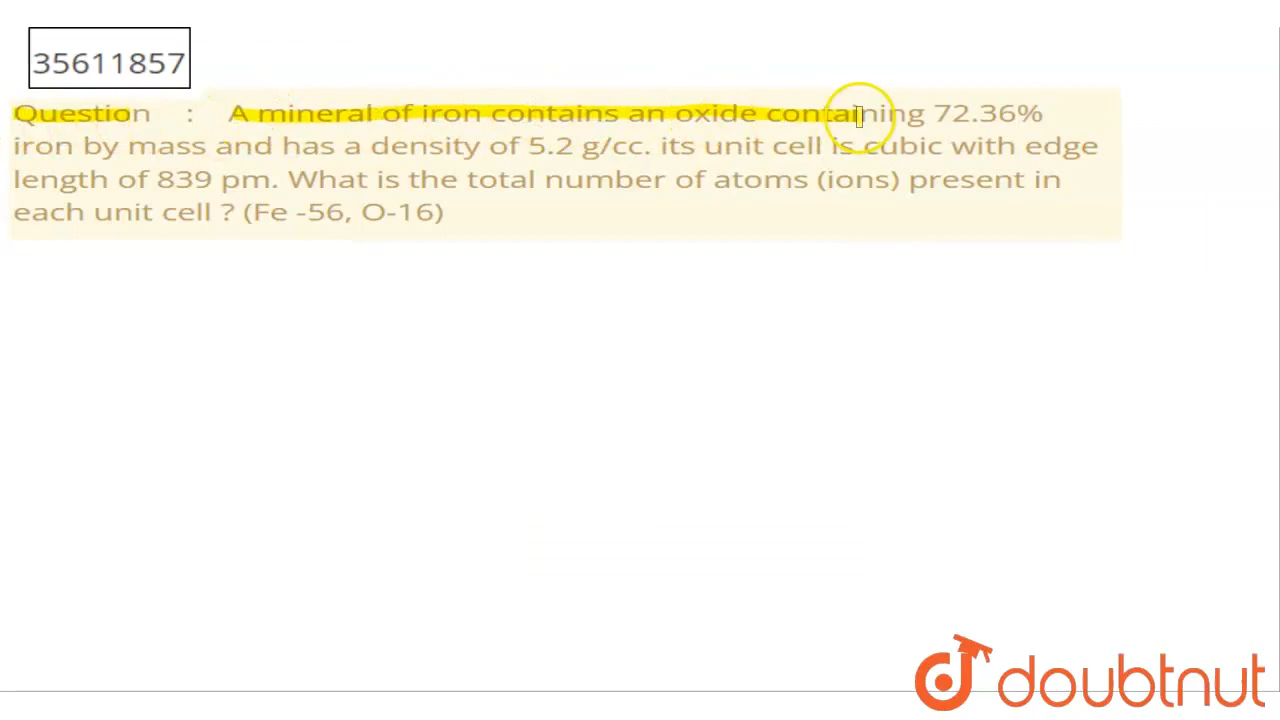 35611857
Question : A mineral of iron contains an oxide containing 72.36%
iron by mass and has a density of 5.2 g/cc. its unit cell is cubic with edge
length of 839 pm. What is the total number of atoms (ions) present in
each unit cell ? (Fe -56, O-16)
doubtnut